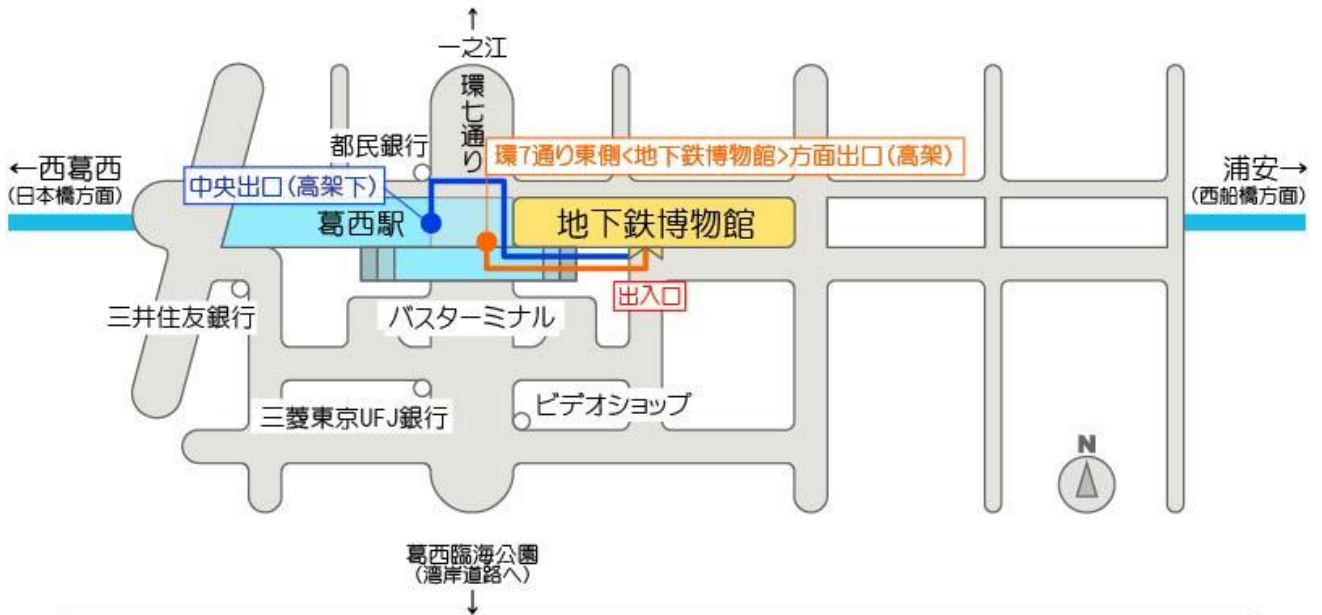 ↑
一之江
環七通り
都民銀行
環7通り東側<地下鉄博物館>方面出口(高架)
←西葛西
(日本橋方面)
浦安→
(西船橋方面)
中央出口(高架下)
葛西駅
地下鉄博物館
出入口
三井住友銀行
バスターミナル
三菱東京UFJ銀行
ビデオショップ
N
葛西臨海公園
(湾岸道路へ)
↓